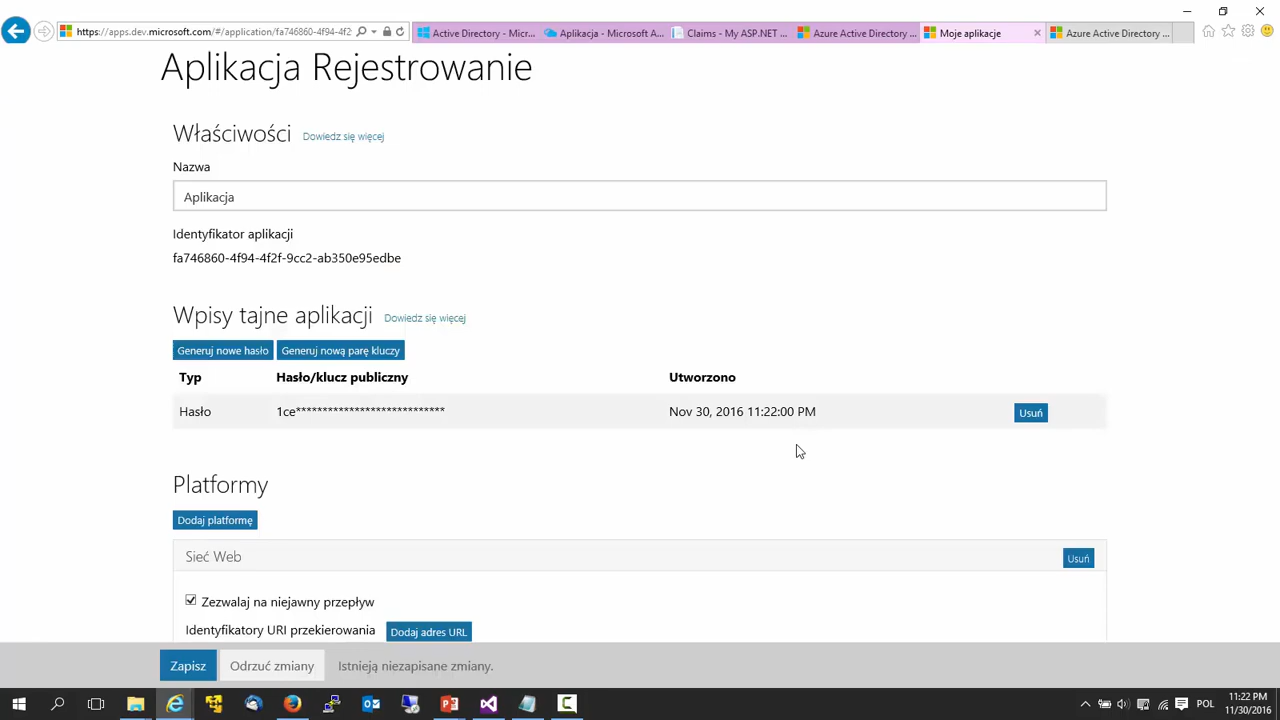 https://apps.dev.microsoft.com/#/application/fa746860-4f94-4f2
Active Directory - Micr...
Aplikacja - Microsoft A...
Claims - My ASP.NET ...
Azure Active Directory ...
Moje aplikacje
Azure Active Directory ...
Aplikacja Rejestrowanie
Właściwości Dowiedz się więcej
Nazwa
Aplikacja
Identyfikator aplikacji
fa746860-4f94-4f2f-9cc2-ab350e95edbe
Wpisy tajne aplikacji Dowiedz się więcej
Generuj nowe hasło Generuj nową parę kluczy
Typ Hasło/klucz publiczny Utworzono
Hasło 1ce**************************** Nov 30, 2016 11:22:00 PM Usuń
Platformy
Dodaj platformę
Sieć Web Usuń
Zezwalaj na niejawny przepływ
Identyfikatory URI przekierowania Dodaj adres URL
Zapisz Odrzuć zmiany Istnieją niezapisane zmiany.
POL
11:22 PM
11/30/2016